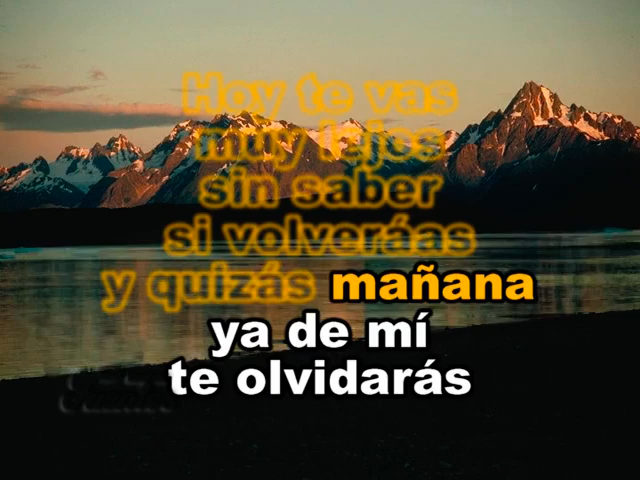 Hoy te vas
muy lejos
sin saber
si volveráas
y quizás mañana
ya de mí
te olvidarás